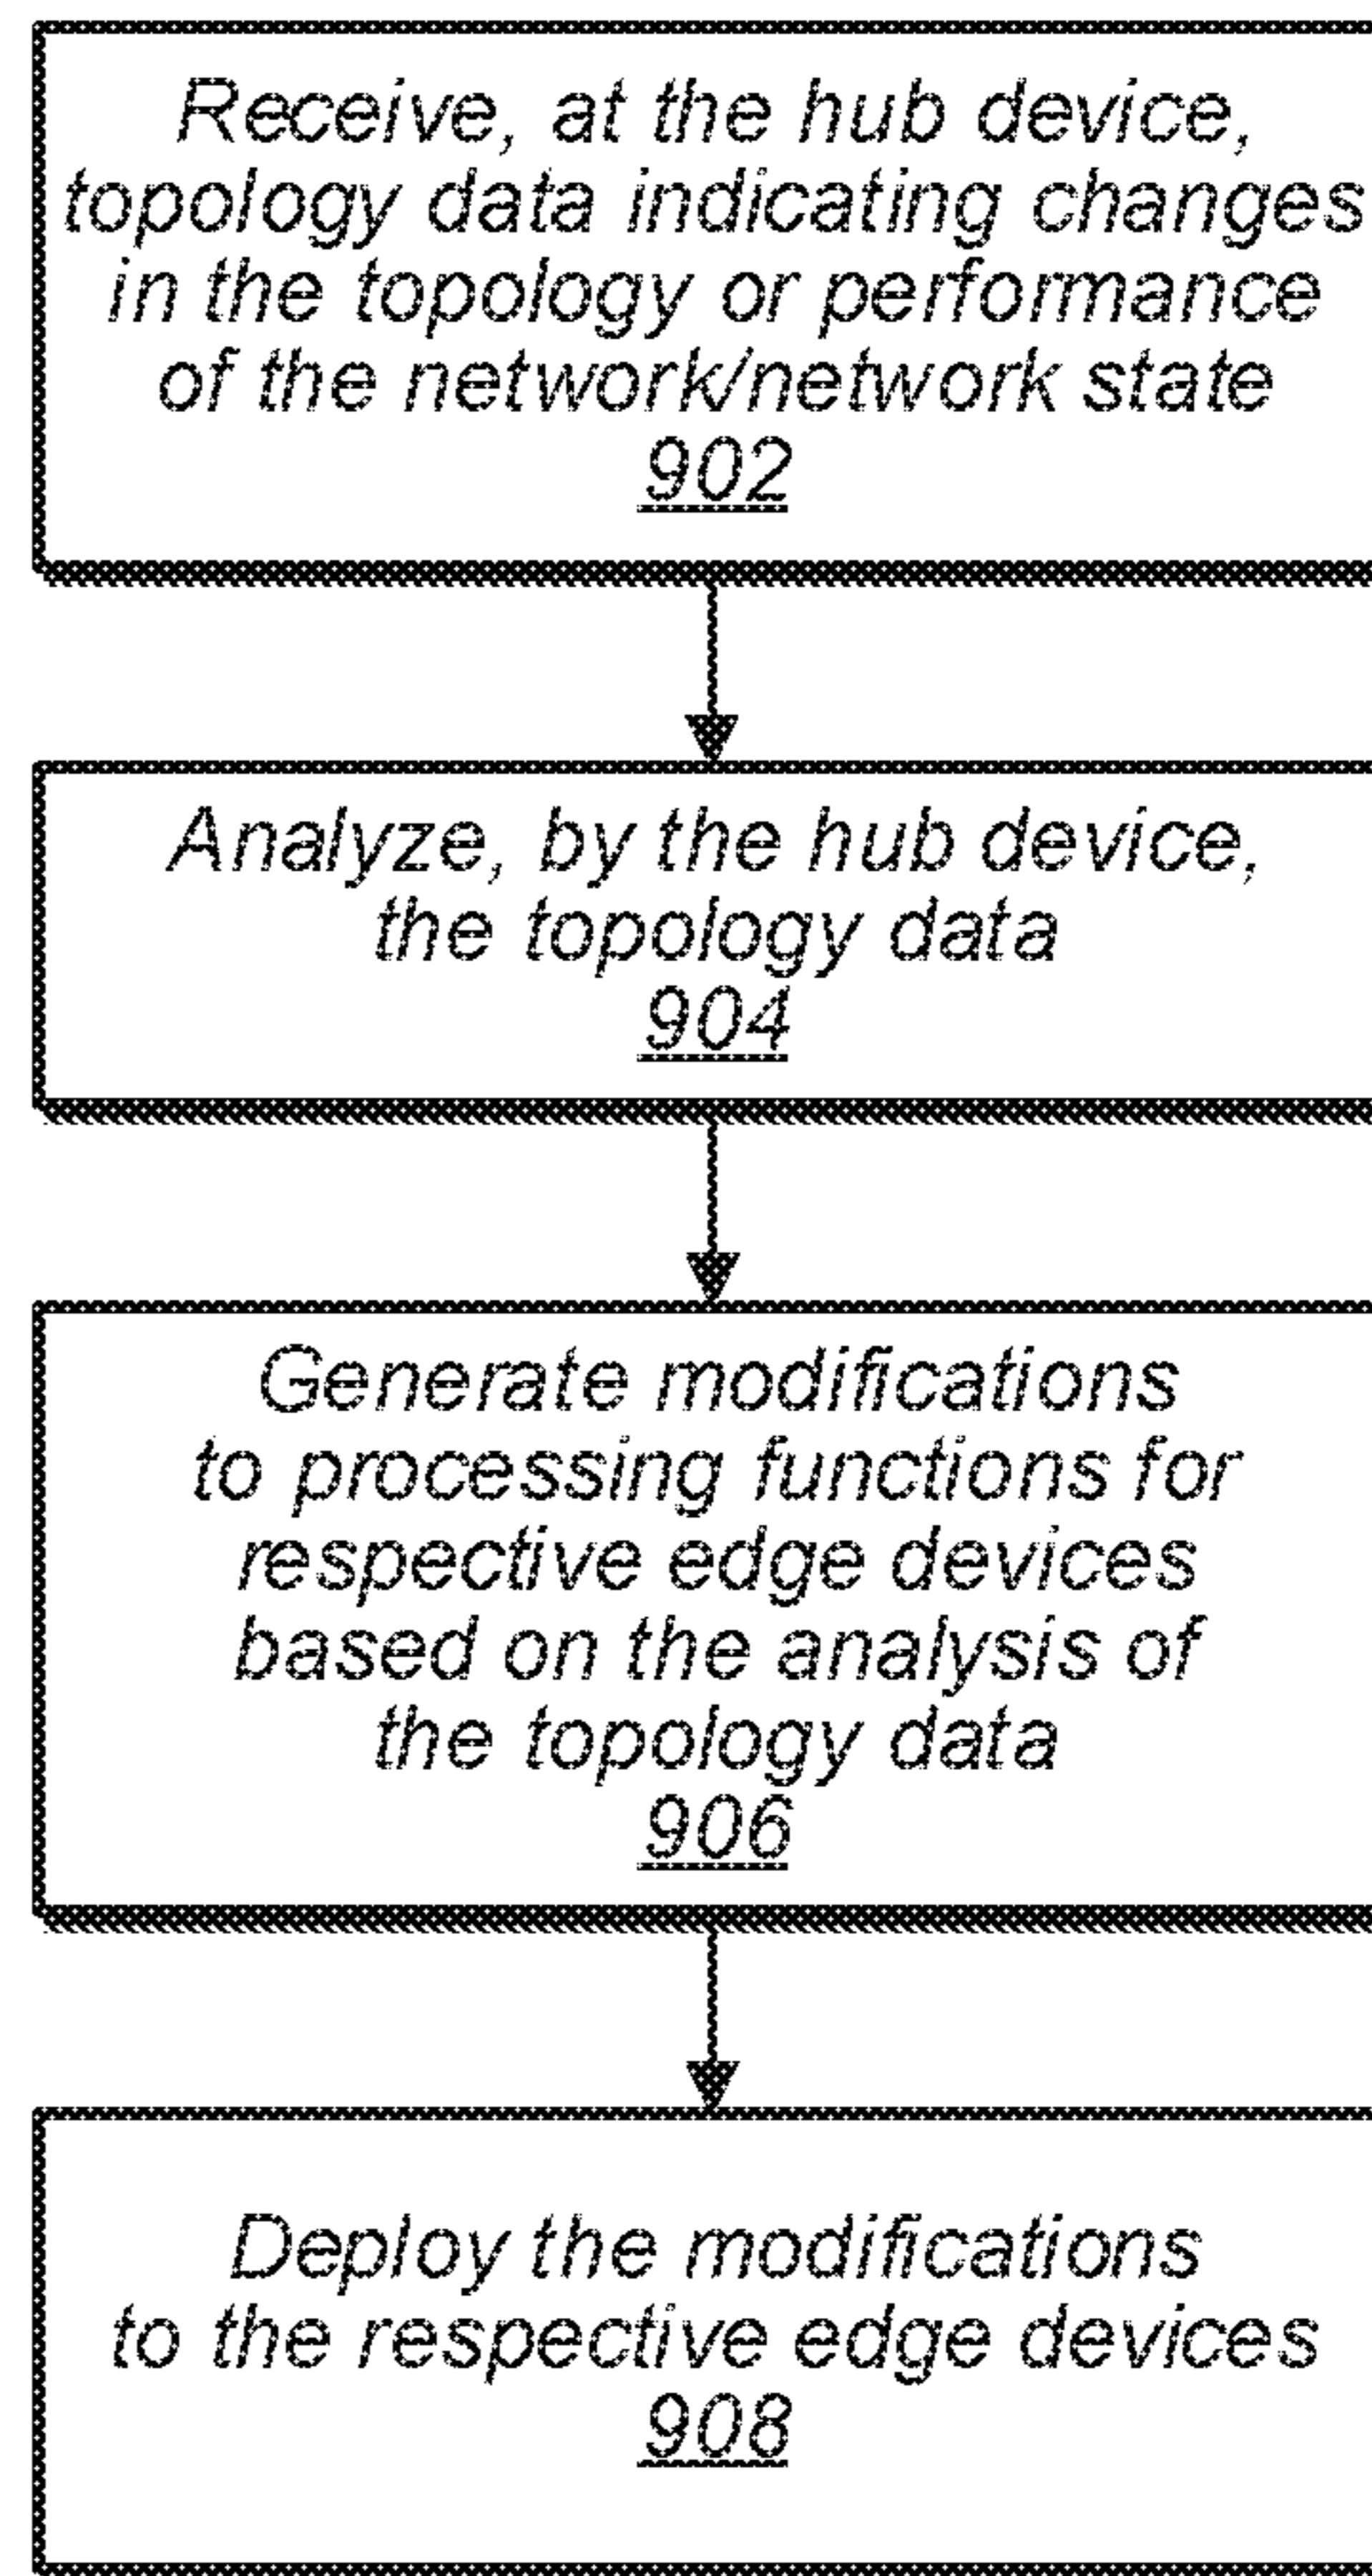 Receive, at the hub device,
topology data indicating changes
in the topology or performance
of the network/network state
902
Analyze, by the hub device,
the topology data
904
Generate modifications
to processing functions for
respective edge devices
based on the analysis of
the topology data
906
Deploy the modifications
to the respective edge devices
908